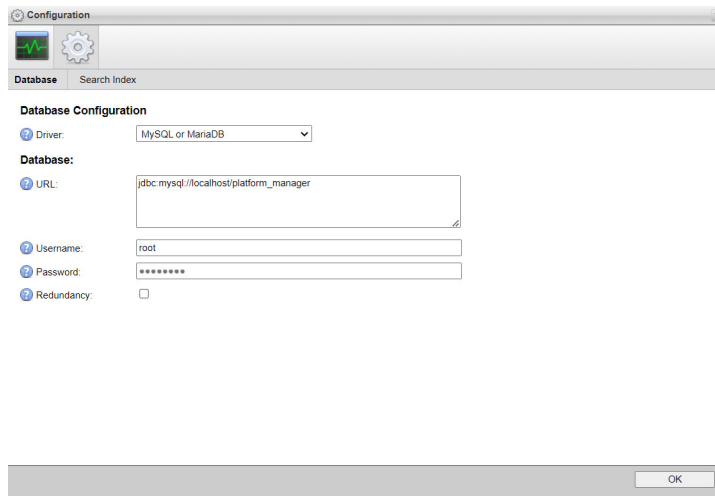 Configuration
Database Search Index
Database Configuration
Driver: MySQL or MariaDB
Database:
URL: jdbc:mysql://localhost/platform_manager
Username: root
Password: ●●●●●●●●
Redundancy:
OK